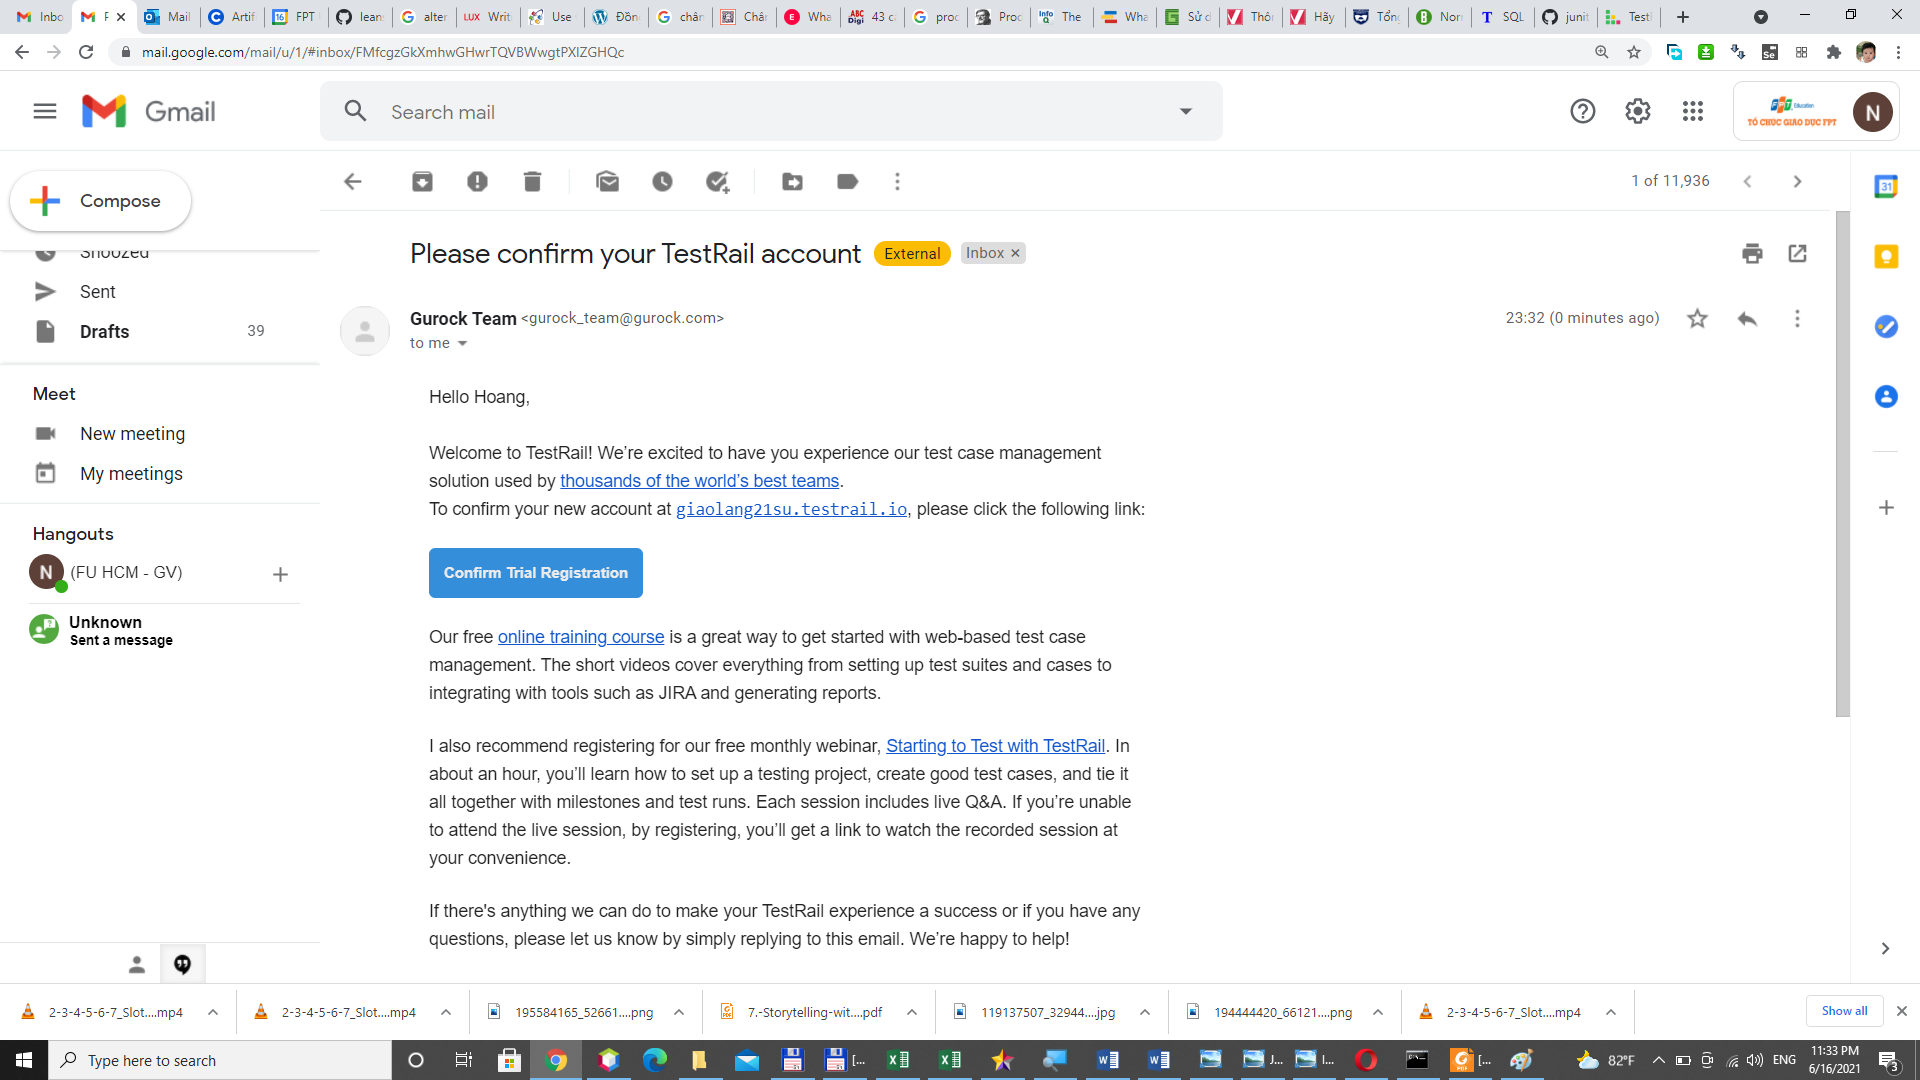 Inbo
F
Mail
Artifi
FPT
lean
alter
Writ
Use
Đồn
chân
Chân
Wha
43 c
prod
Proc
The
Wha
Sử d
Thôn
Hãy
Tổng
Norr
SQL
junit
Test
mail.google.com/mail/u/1/#inbox/FMfcgzGkXmhwGHwrTQVBWwgtPXlZGHQc
Gmail
Search mail
FPT Education
TỔ CHỨC GIÁO DỤC FPT
N
Compose
1 of 11,936
Snoozed
Sent
Drafts 39
Meet
New meeting
My meetings
Hangouts
N (FU HCM - GV)
Unknown
Sent a message
Please confirm your TestRail account External Inbox
Gurock Team <gurock_team@gurock.com> 23:32 (0 minutes ago)
to me
Hello Hoang,
Welcome to TestRail! We’re excited to have you experience our test case management
solution used by thousands of the world’s best teams.
To confirm your new account at giaolang21su.testrail.io, please click the following link:
Confirm Trial Registration
Our free online training course is a great way to get started with web-based test case
management. The short videos cover everything from setting up test suites and cases to
integrating with tools such as JIRA and generating reports.
I also recommend registering for our free monthly webinar, Starting to Test with TestRail. In
about an hour, you’ll learn how to set up a testing project, create good test cases, and tie it
all together with milestones and test runs. Each session includes live Q&A. If you’re unable
to attend the live session, by registering, you’ll get a link to watch the recorded session at
your convenience.
If there's anything we can do to make your TestRail experience a success or if you have any
questions, please let us know by simply replying to this email. We’re happy to help!
2-3-4-5-6-7_Slot....mp4
2-3-4-5-6-7_Slot....mp4
195584165_52661....png
7.-Storytelling-wit....pdf
119137507_32944....jpg
194444420_66121....png
2-3-4-5-6-7_Slot....mp4
Show all
Type here to search
82°F
ENG
11:33 PM
6/16/2021
3